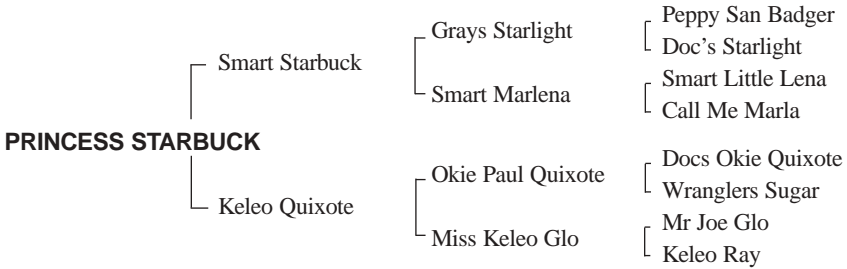 Peppy San Badger
Grays Starlight
Doc's Starlight
Smart Starbuck
Smart Little Lena
Smart Marlena
Call Me Marla
PRINCESS STARBUCK
Docs Okie Quixote
Okie Paul Quixote
Wranglers Sugar
Keleo Quixote
Mr Joe Glo
Miss Keleo Glo
Keleo Ray